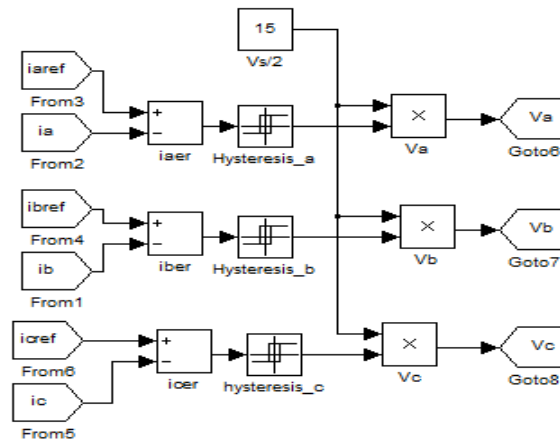 15
Vs/2
iaref
From3
ia
From2
iaer
Hysteresis_a
Va
Va
Goto6
ibref
From4
ib
From1
iber
Hysteresis_b
Vb
Vb
Goto7
icref
From6
ic
From5
icer
hysteresis_c
Vc
Vc
Goto8